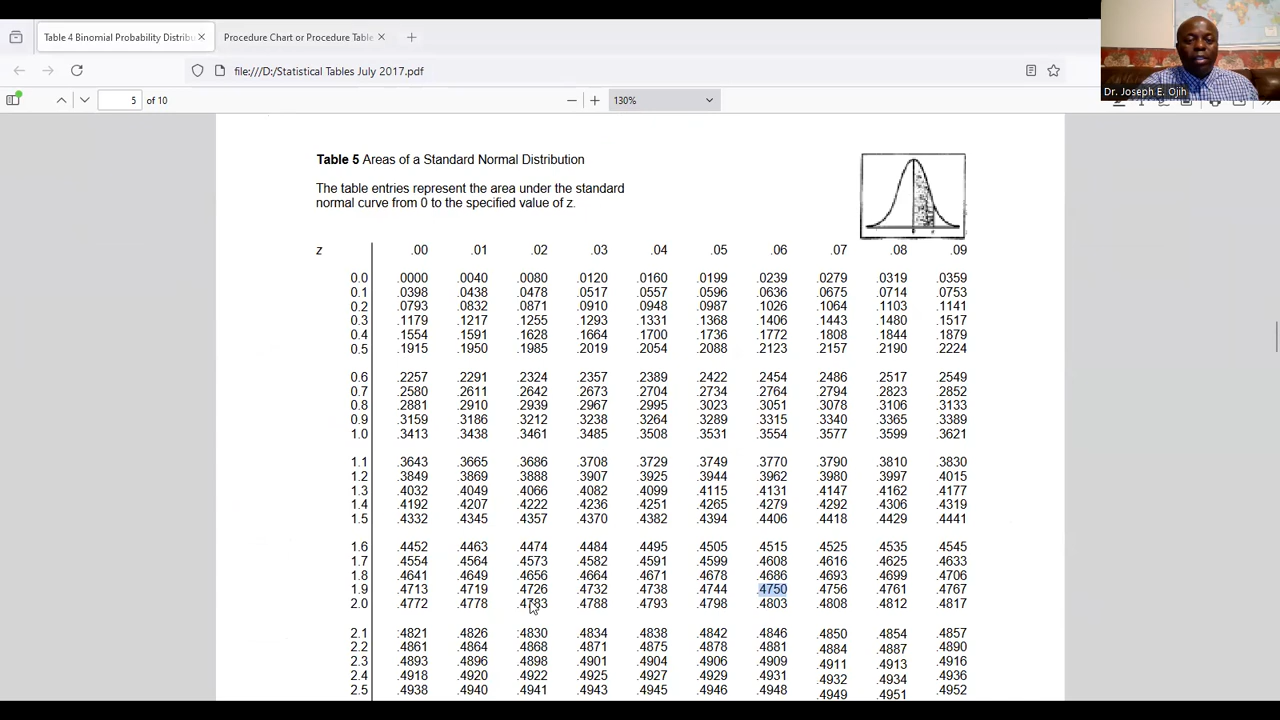 Table 4 Binomial Probability Distribu
Procedure Chart or Procedure Table
file:///D:/Statistical Tables July 2017.pdf
5 of 10
130%
Dr. Joseph E. Ojih
Table 5 Areas of a Standard Normal Distribution
The table entries represent the area under the standard
normal curve from 0 to the specified value of z.
z .00 .01 .02 .03 .04 .05 .06 .07 .08 .09
0.0 .0000 .0040 .0080 .0120 .0160 .0199 .0239 .0279 .0319 .0359
0.1 .0398 .0438 .0478 .0517 .0557 .0596 .0636 .0675 .0714 .0753
0.2 .0793 .0832 .0871 .0910 .0948 .0987 .1026 .1064 .1103 .1141
0.3 .1179 .1217 .1255 .1293 .1331 .1368 .1406 .1443 .1480 .1517
0.4 .1554 .1591 .1628 .1664 .1700 .1736 .1772 .1808 .1844 .1879
0.5 .1915 .1950 .1985 .2019 .2054 .2088 .2123 .2157 .2190 .2224
0.6 .2257 .2291 .2324 .2357 .2389 .2422 .2454 .2486 .2517 .2549
0.7 .2580 .2611 .2642 .2673 .2704 .2734 .2764 .2794 .2823 .2852
0.8 .2881 .2910 .2939 .2967 .2995 .3023 .3051 .3078 .3106 .3133
0.9 .3159 .3186 .3212 .3238 .3264 .3289 .3315 .3340 .3365 .3389
1.0 .3413 .3438 .3461 .3485 .3508 .3531 .3554 .3577 .3599 .3621
1.1 .3643 .3665 .3686 .3708 .3729 .3749 .3770 .3790 .3810 .3830
1.2 .3849 .3869 .3888 .3907 .3925 .3944 .3962 .3980 .3997 .4015
1.3 .4032 .4049 .4066 .4082 .4099 .4115 .4131 .4147 .4162 .4177
1.4 .4192 .4207 .4222 .4236 .4251 .4265 .4279 .4292 .4306 .4319
1.5 .4332 .4345 .4357 .4370 .4382 .4394 .4406 .4418 .4429 .4441
1.6 .4452 .4463 .4474 .4484 .4495 .4505 .4515 .4525 .4535 .4545
1.7 .4554 .4564 .4573 .4582 .4591 .4599 .4608 .4616 .4625 .4633
1.8 .4641 .4649 .4656 .4664 .4671 .4678 .4686 .4693 .4699 .4706
1.9 .4713 .4719 .4726 .4732 .4738 .4744 .4750 .4756 .4761 .4767
2.0 .4772 .4778 .4783 .4788 .4793 .4798 .4803 .4808 .4812 .4817
2.1 .4821 .4826 .4830 .4834 .4838 .4842 .4846 .4850 .4854 .4857
2.2 .4861 .4864 .4868 .4871 .4875 .4878 .4881 .4884 .4887 .4890
2.3 .4893 .4896 .4898 .4901 .4904 .4906 .4909 .4911 .4913 .4916
2.4 .4918 .4920 .4922 .4925 .4927 .4929 .4931 .4932 .4934 .4936
2.5 .4938 .4940 .4941 .4943 .4945 .4946 .4948 .4949 .4951 .4952